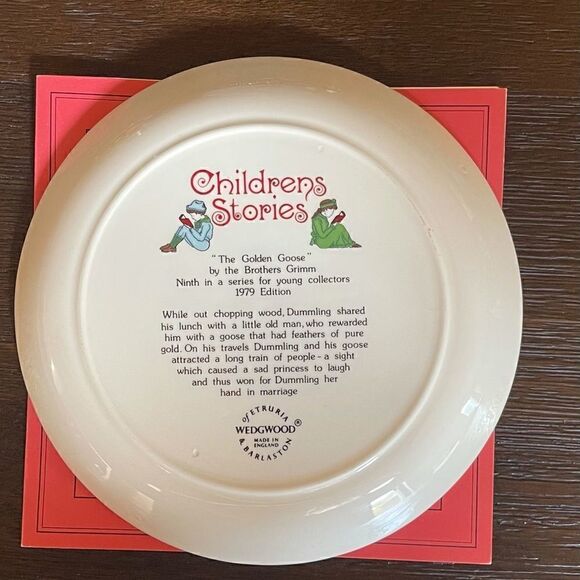 Childrens
Stories
"The Golden Goose"
by the Brothers Grimm
Ninth in a series for young collectors
1979 Edition
While out chopping wood, Dummling shared
his lunch with a little old man, who rewarded
him with a goose that had feathers of pure
gold. On his travels Dummling and his goose
attracted a long train of people - a sight
which caused a sad princess to laugh
and thus won for Dummling her
hand in marriage
of ETRURIA
WEDGWOOD®
MADE IN
ENGLAND
& BARLASTON